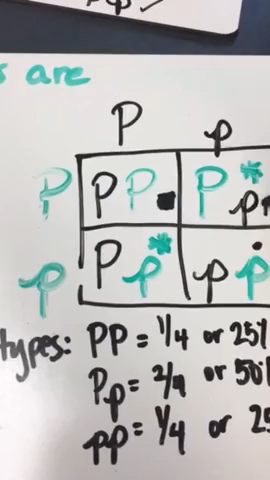 s are
P p
P PP Pp
p Pp pp
types: PP = 1/4 or 25%
Pp = 2/4 or 50%
pp = 1/4 or 25